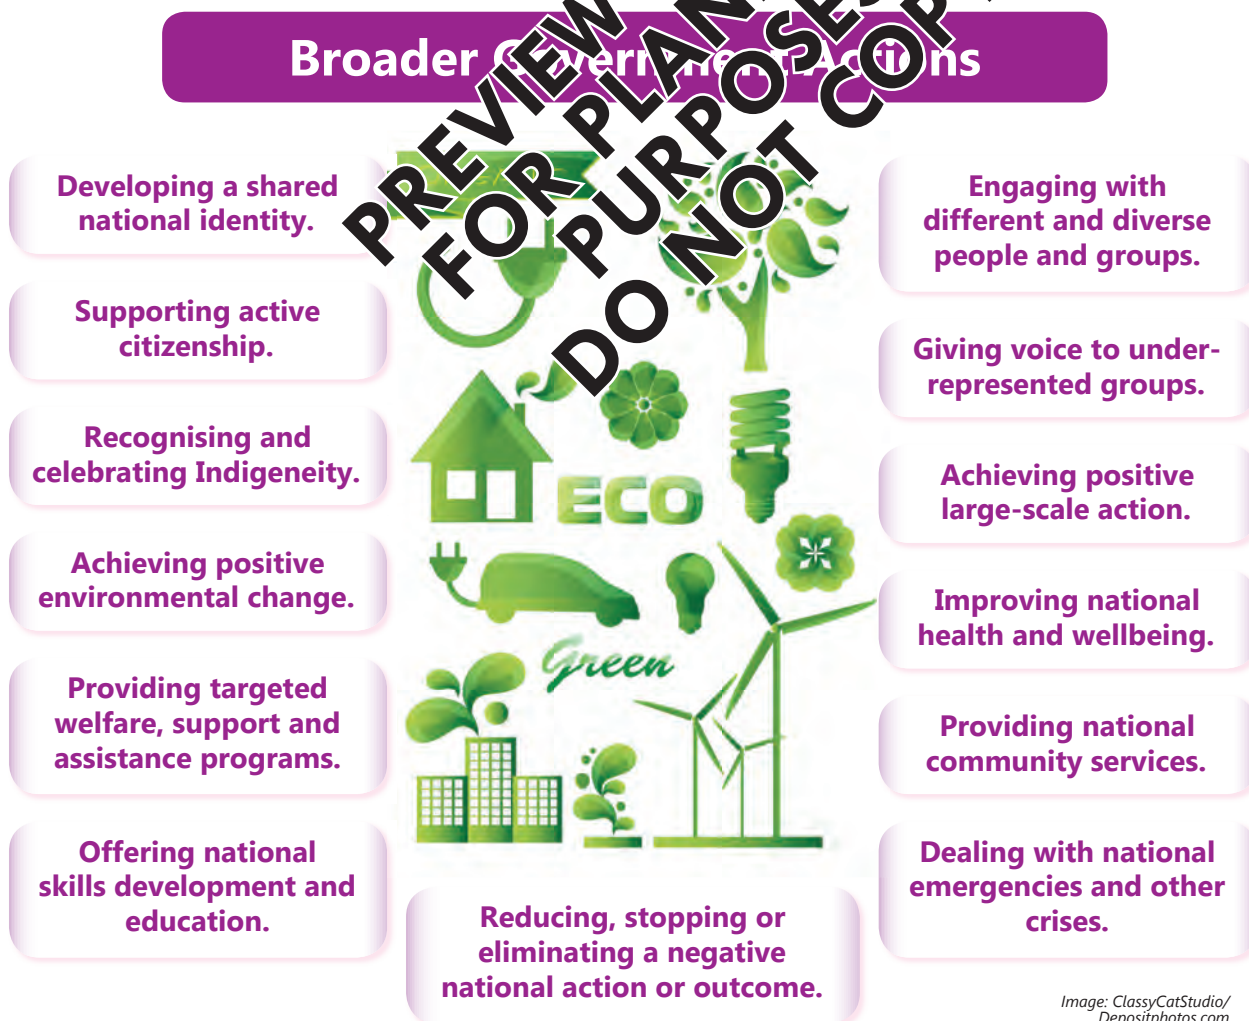 Broader Government Actions
PREVIEW
FOR
PURPOSES
DO NOT COP
Developing a shared
national identity.
Supporting active
citizenship.
Recognising and
celebrating Indigeneity.
Achieving positive
environmental change.
Providing targeted
welfare, support and
assistance programs.
Offering national
skills development and
education.
ECO
Green
Reducing, stopping or
eliminating a negative
national action or outcome.
Engaging with
different and diverse
people and groups.
Giving voice to under-
represented groups.
Achieving positive
large-scale action.
Improving national
health and wellbeing.
Providing national
community services.
Dealing with national
emergencies and other
crises.
Image: ClassyCatStudio/
Depositphotos.com